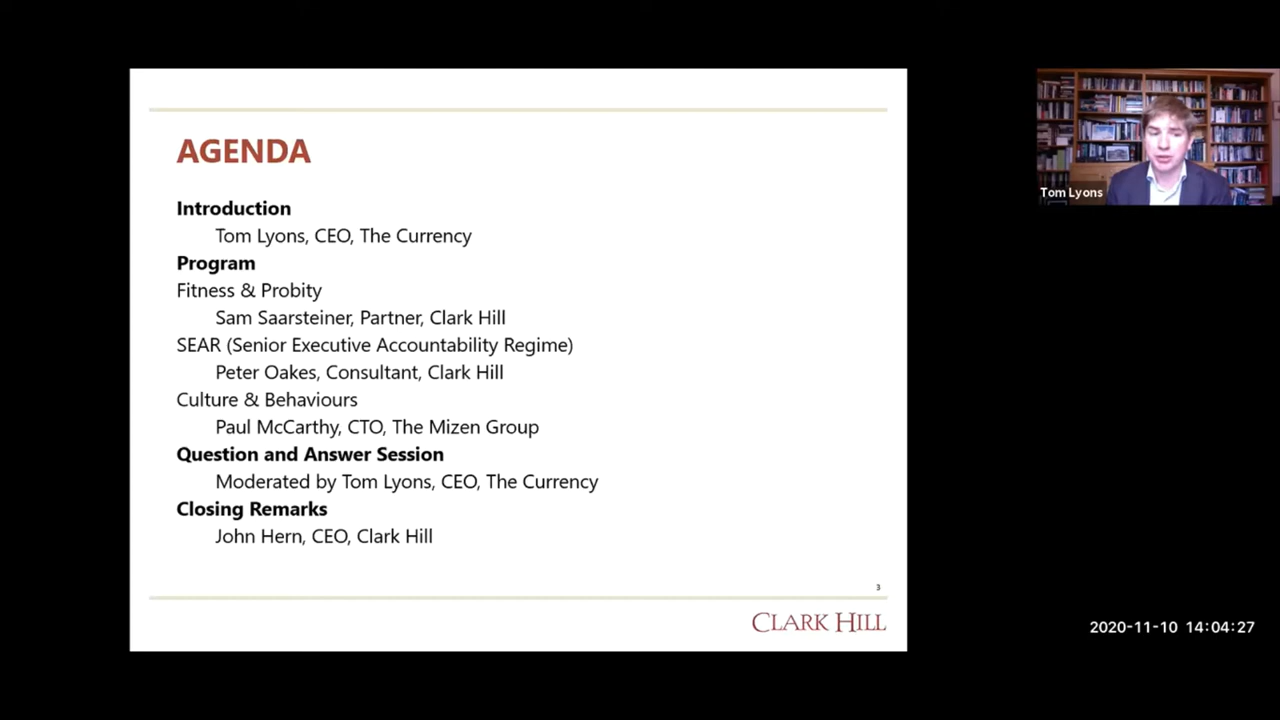 AGENDA
Introduction
Tom Lyons, CEO, The Currency
Program
Fitness & Probity
Sam Saarsteiner, Partner, Clark Hill
SEAR (Senior Executive Accountability Regime)
Peter Oakes, Consultant, Clark Hill
Culture & Behaviours
Paul McCarthy, CTO, The Mizen Group
Question and Answer Session
Moderated by Tom Lyons, CEO, The Currency
Closing Remarks
John Hern, CEO, Clark Hill
3
CLARK HILL
Tom Lyons
2020-11-10 14:04:27